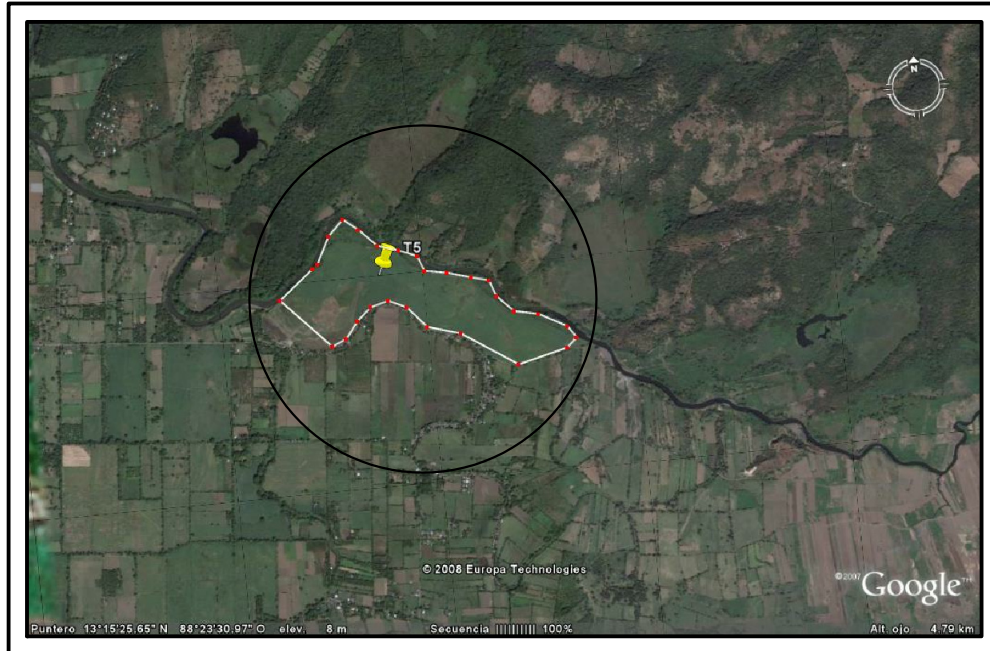 N
T5
© 2008 Europa Technologies
©2007 Google™
Puntero 13°15'25.65" N 88°23'30.97" O elev. 8 m Secuencia |||||||||| 100% Alt. ojo 4.79 km